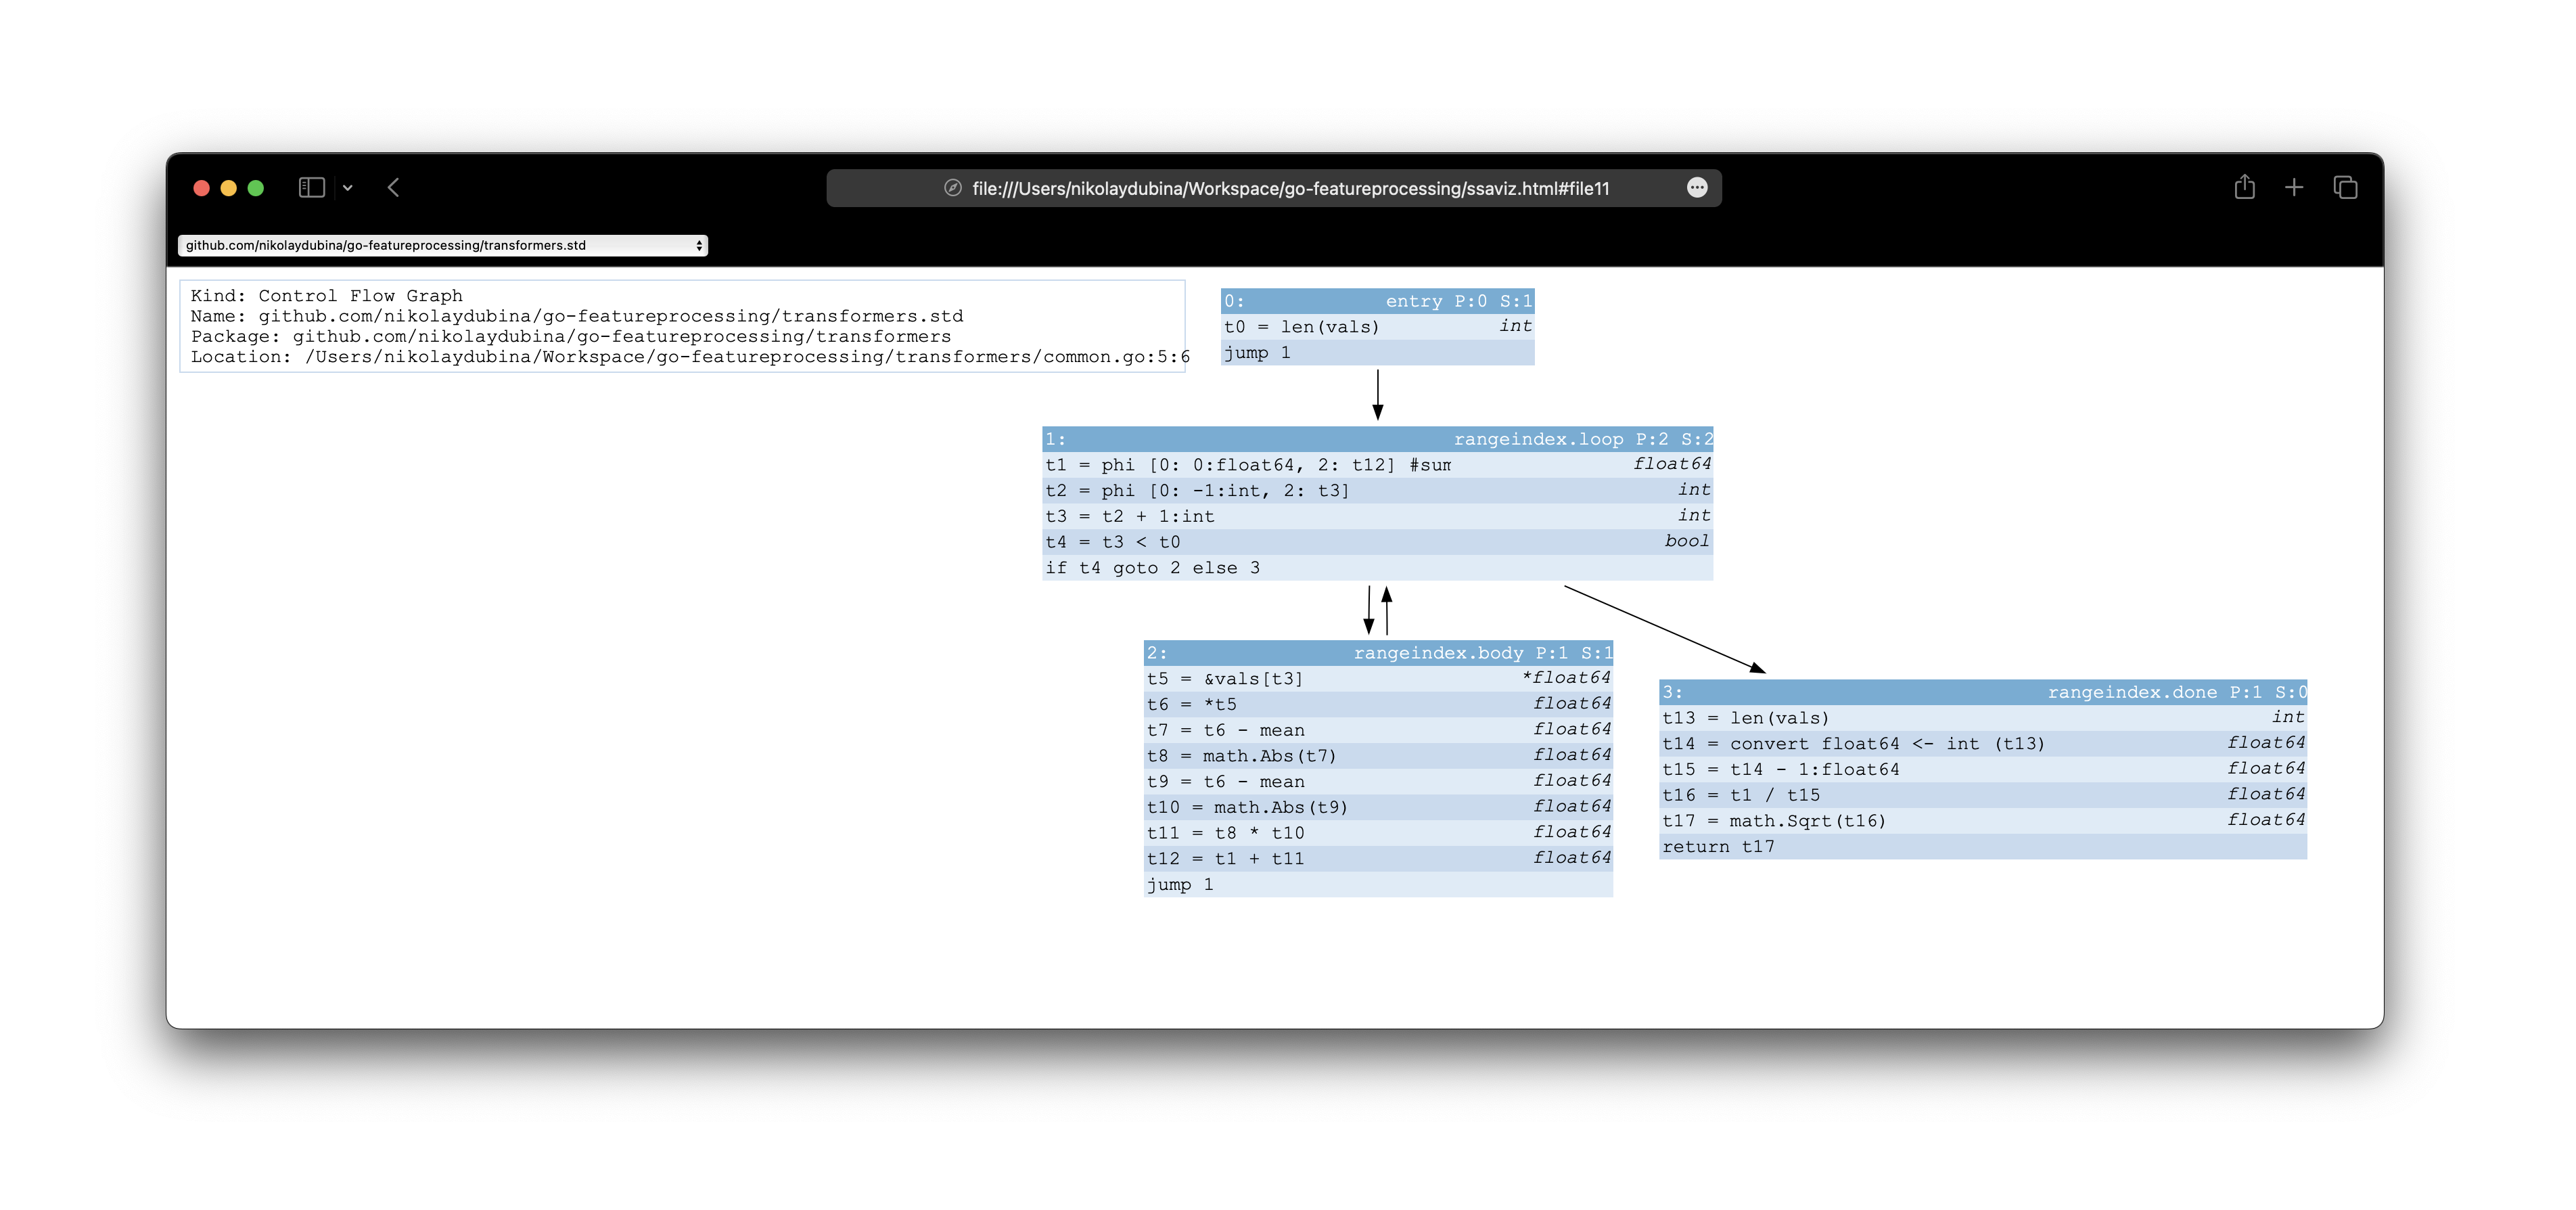 file:///Users/nikolaydubina/Workspace/go-featureprocessing/ssaviz.html#file11
github.com/nikolaydubina/go-featureprocessing/transformers.std
Kind: Control Flow Graph
Name: github.com/nikolaydubina/go-featureprocessing/transformers.std
Package: github.com/nikolaydubina/go-featureprocessing/transformers
Location: /Users/nikolaydubina/Workspace/go-featureprocessing/transformers/common.go:5:6
0: entry P:0 S:1
t0 = len(vals) int
jump 1
1: rangeindex.loop P:2 S:2
t1 = phi [0: 0:float64, 2: t12] #sum float64
t2 = phi [0: -1:int, 2: t3] int
t3 = t2 + 1:int int
t4 = t3 < t0 bool
if t4 goto 2 else 3
2: rangeindex.body P:1 S:1
t5 = &vals[t3] *float64
t6 = *t5 float64
t7 = t6 - mean float64
t8 = math.Abs(t7) float64
t9 = t6 - mean float64
t10 = math.Abs(t9) float64
t11 = t8 * t10 float64
t12 = t1 + t11 float64
jump 1
3: rangeindex.done P:1 S:0
t13 = len(vals) int
t14 = convert float64 <- int (t13) float64
t15 = t14 - 1:float64 float64
t16 = t1 / t15 float64
t17 = math.Sqrt(t16) float64
return t17